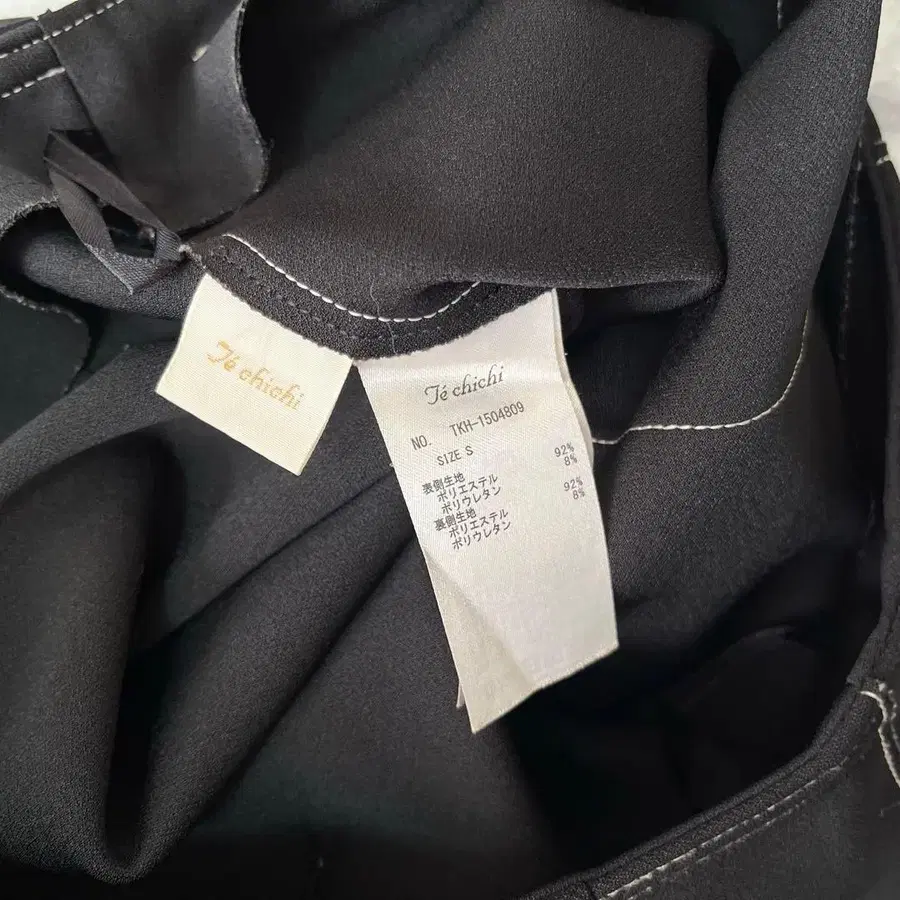 Té chichi
Té chichi
NO. TKH-1504809
SIZE S
表側生地
ポリエステル 92%
ポリウレタン 8%
裏側生地
ポリエステル 92%
ポリウレタン 8%